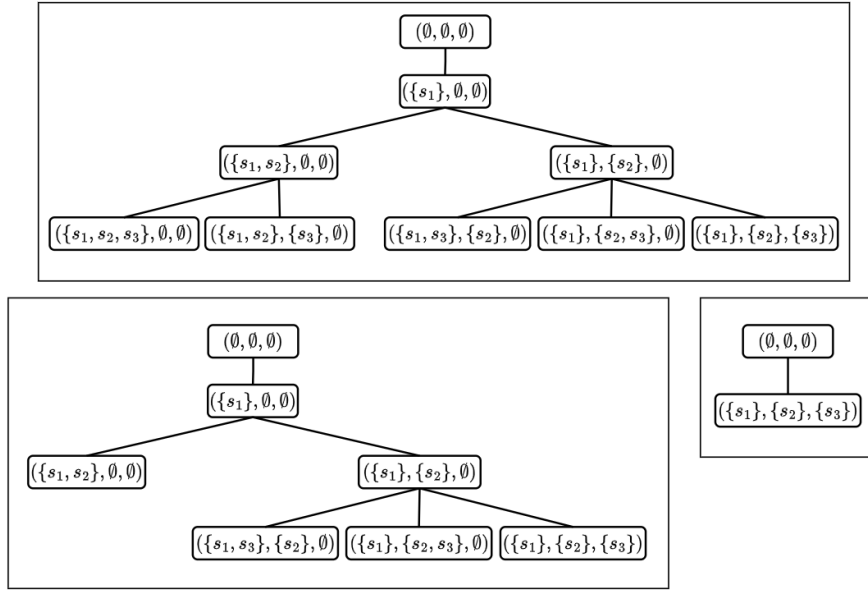 (∅, ∅, ∅)
({s₁}, ∅, ∅)
({s₁, s₂}, ∅, ∅) ({s₁}, {s₂}, ∅)
({s₁, s₂, s₃}, ∅, ∅) ({s₁, s₂}, {s₃}, ∅) ({s₁, s₃}, {s₂}, ∅) ({s₁}, {s₂, s₃}, ∅) ({s₁}, {s₂}, {s₃})
(∅, ∅, ∅)
({s₁}, ∅, ∅)
({s₁, s₂}, ∅, ∅) ({s₁}, {s₂}, ∅)
({s₁, s₃}, {s₂}, ∅) ({s₁}, {s₂, s₃}, ∅) ({s₁}, {s₂}, {s₃})
(∅, ∅, ∅)
({s₁}, {s₂}, {s₃})